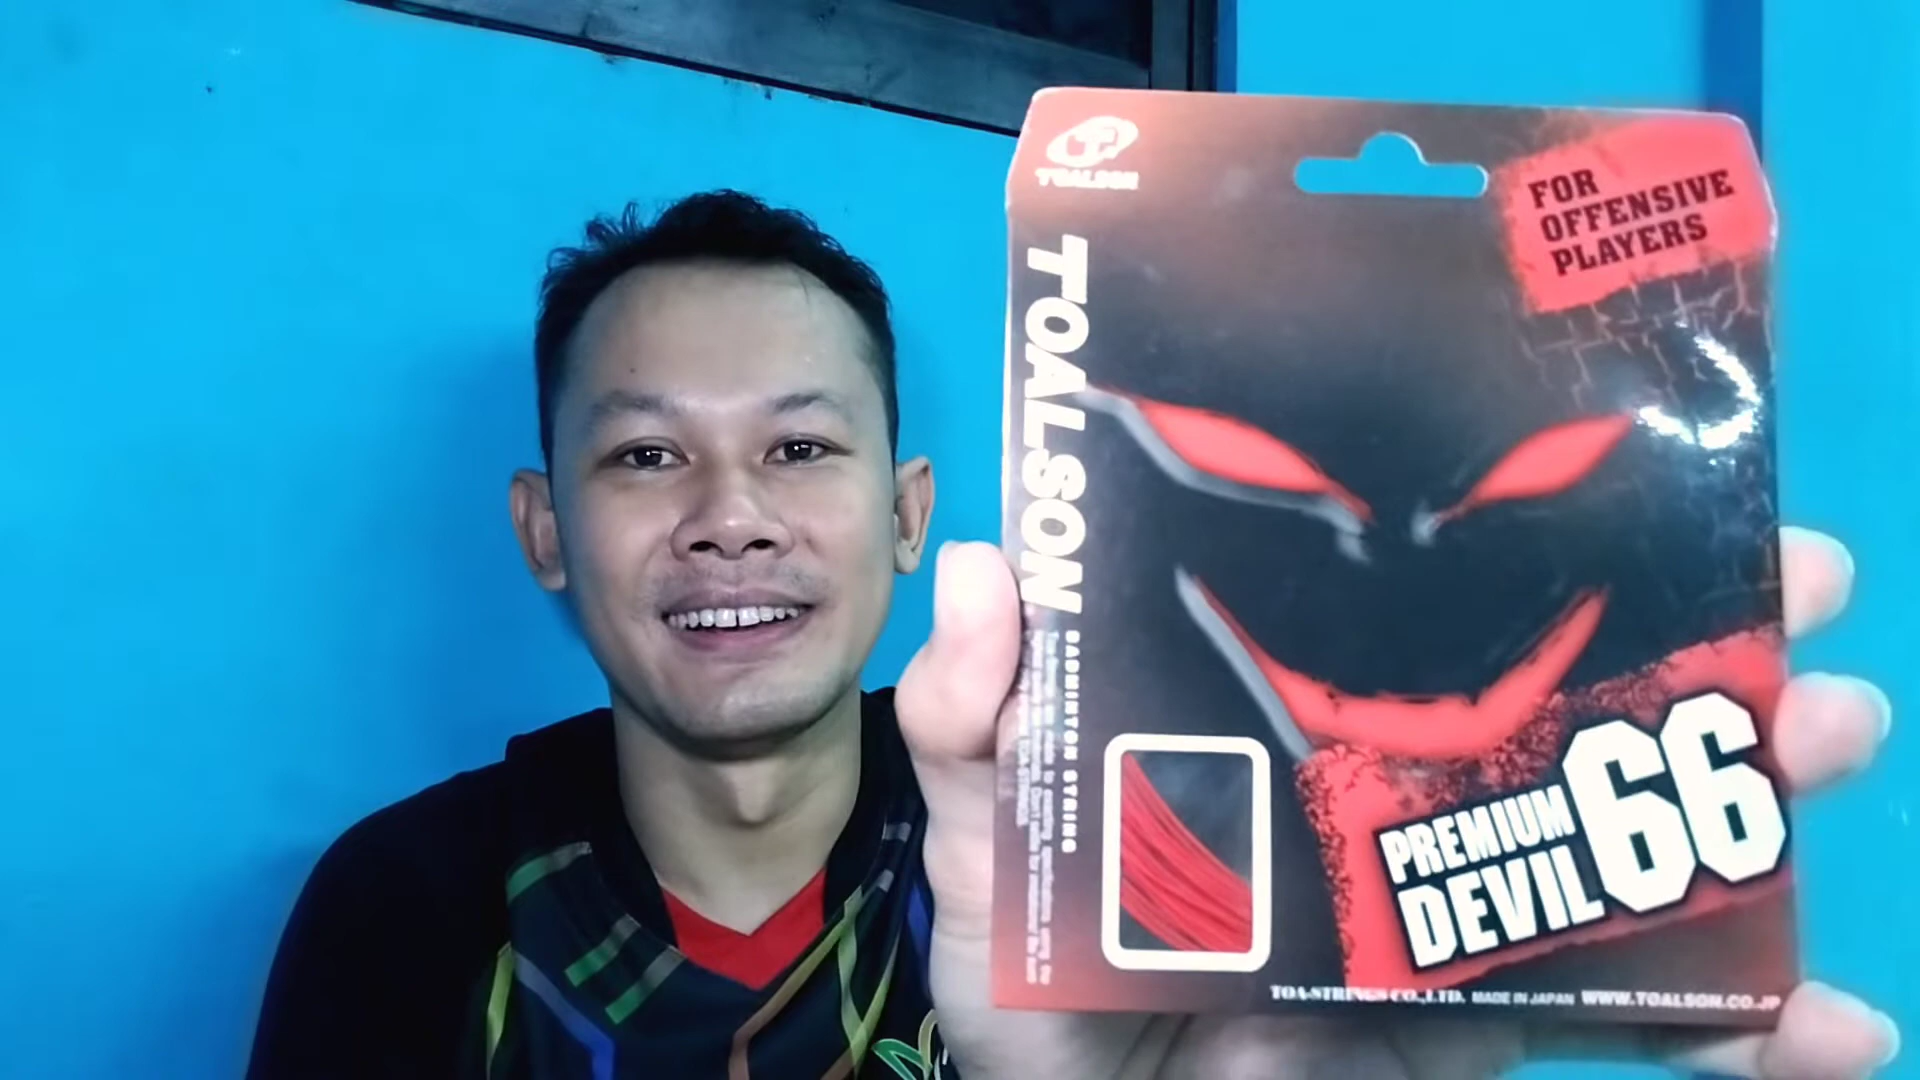 TOALSON
FOR
OFFENSIVE
PLAYERS
TOALSON
BADMINTON STRING
PREMIUM
DEVIL 66
TOA-STRINGS CO.,LTD. MADE IN JAPAN WWW.TOALSON.CO.JP